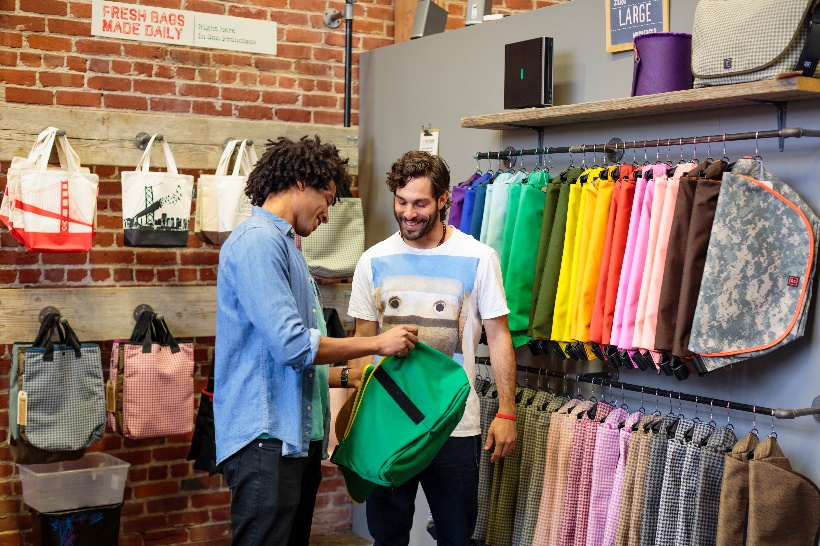 FRESH BAGS
MADE DAILY
Right here
in San Francisco
LARGE